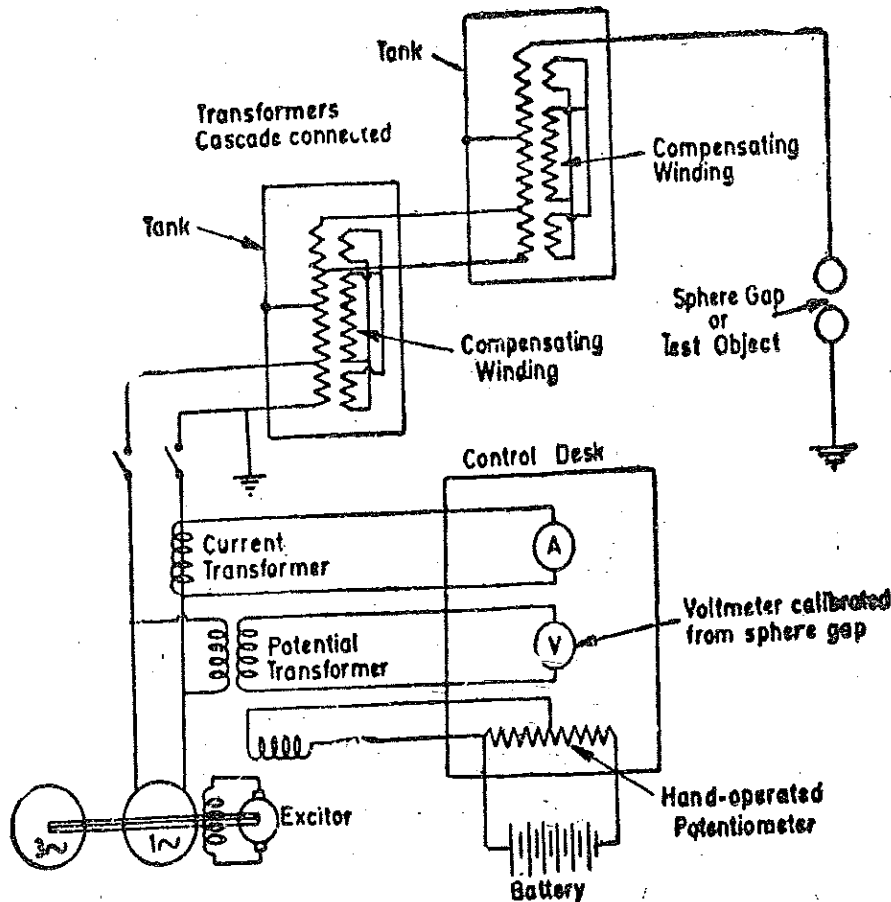 Tank
Transformers
Cascade connected
Compensating
Winding
Tank
Sphere Gap
or
Test Object
Compensating
Winding
Control Desk
Current
Transformer
A
Voltmeter calibrated
from sphere gap
Potential
Transformer
V
Excitor
Hand-operated
Potentiometer
Battery